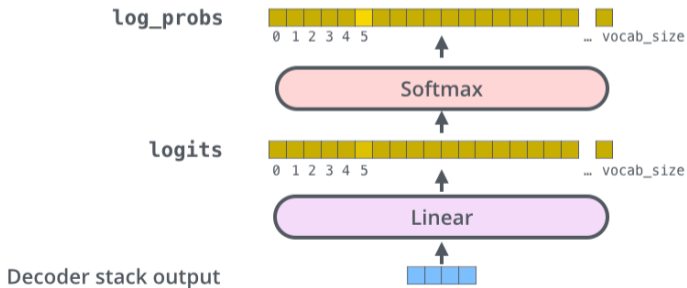 log_probs
0 1 2 3 4 5 … vocab_size
Softmax
logits
0 1 2 3 4 5 … vocab_size
Linear
Decoder stack output